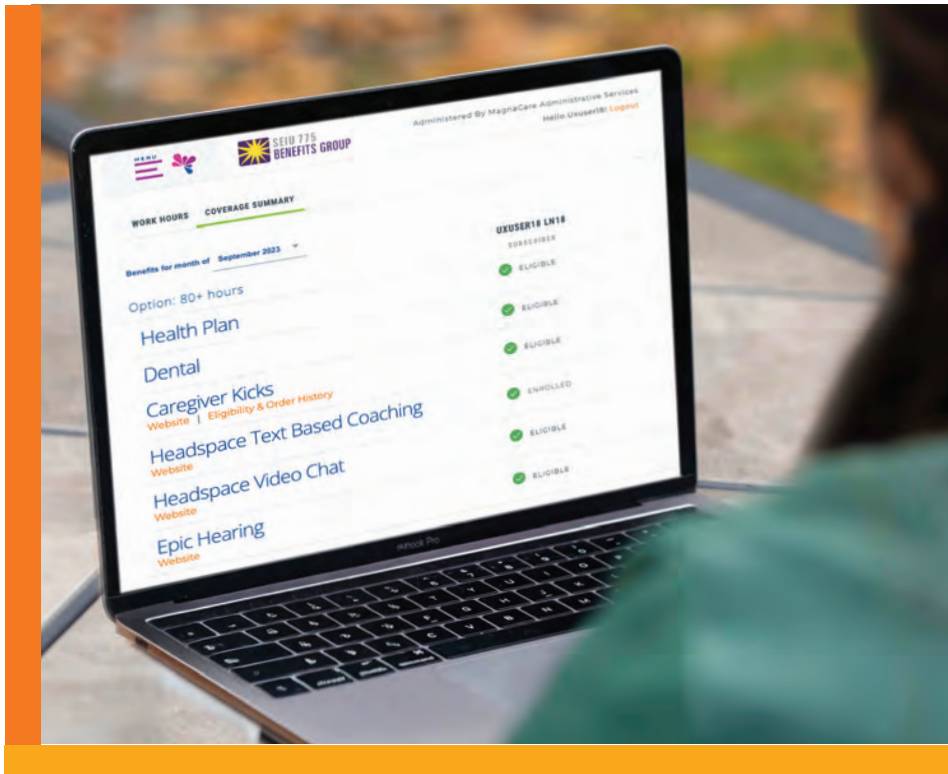 Administered By MagnaCare Administrative Services
Hello Uxuser18! Logout
MENU
SEIU 775
BENEFITS GROUP
WORK HOURS COVERAGE SUMMARY
Benefits for month of September 2023
UXUSER18 LN18
SUBSCRIBER
Option: 80+ hours
Health Plan
ELIGIBLE
Dental
ELIGIBLE
Caregiver Kicks
ELIGIBLE
Website | Eligibility & Order History
Headspace Text Based Coaching
ENROLLED
Website
Headspace Video Chat
ELIGIBLE
Website
Epic Hearing
ELIGIBLE
Website
Pro